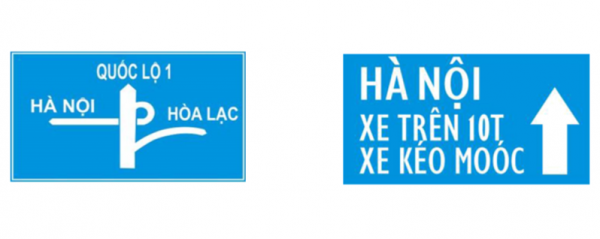 QUỐC LỘ 1
HÀ NỘI
HÒA LẠC
HÀ NỘI
XE TRÊN 10T
XE KÉO MOÓC